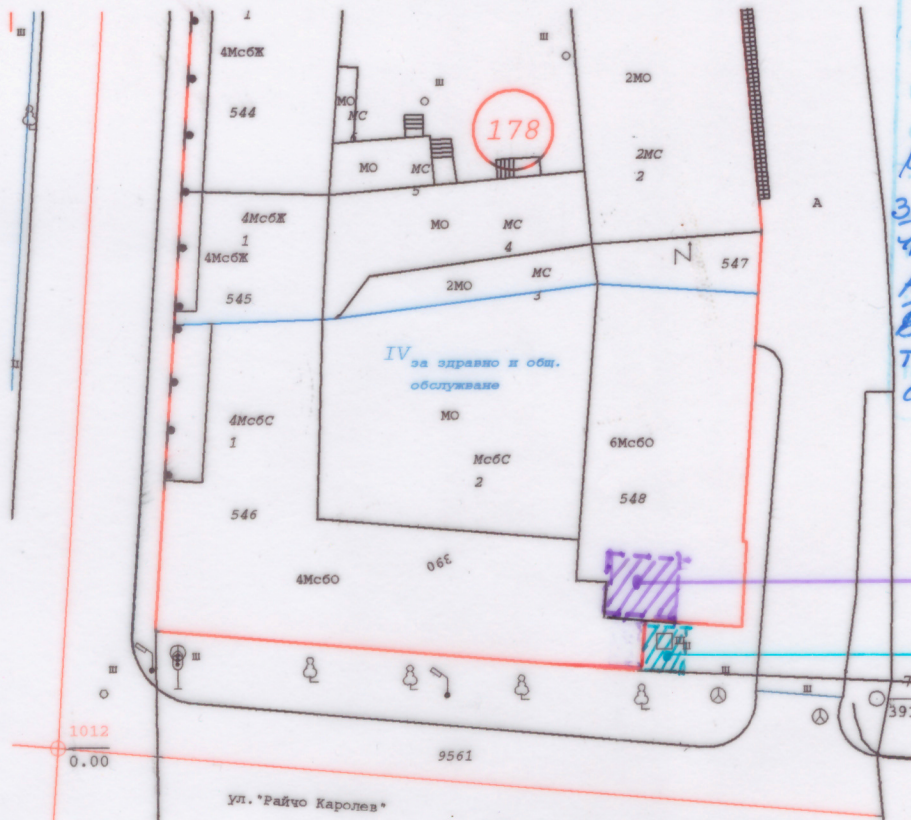 1
ш
4МсбЖ
ш
544
2МО
ш
МО
МС
178
2МС
2
МО
МС
5
А
4МсбЖ
1
МО
МС
4
4МсбЖ
547
МС
3
2МО
545
IV за здравно и общ.
обслужване
МО
4МсбС
1
6МсбО
МсбС
2
548
546
390
4МсбО
ш
ш
ш
ш
ш
1012
0.00
9561
ул."Райчо Каролев"